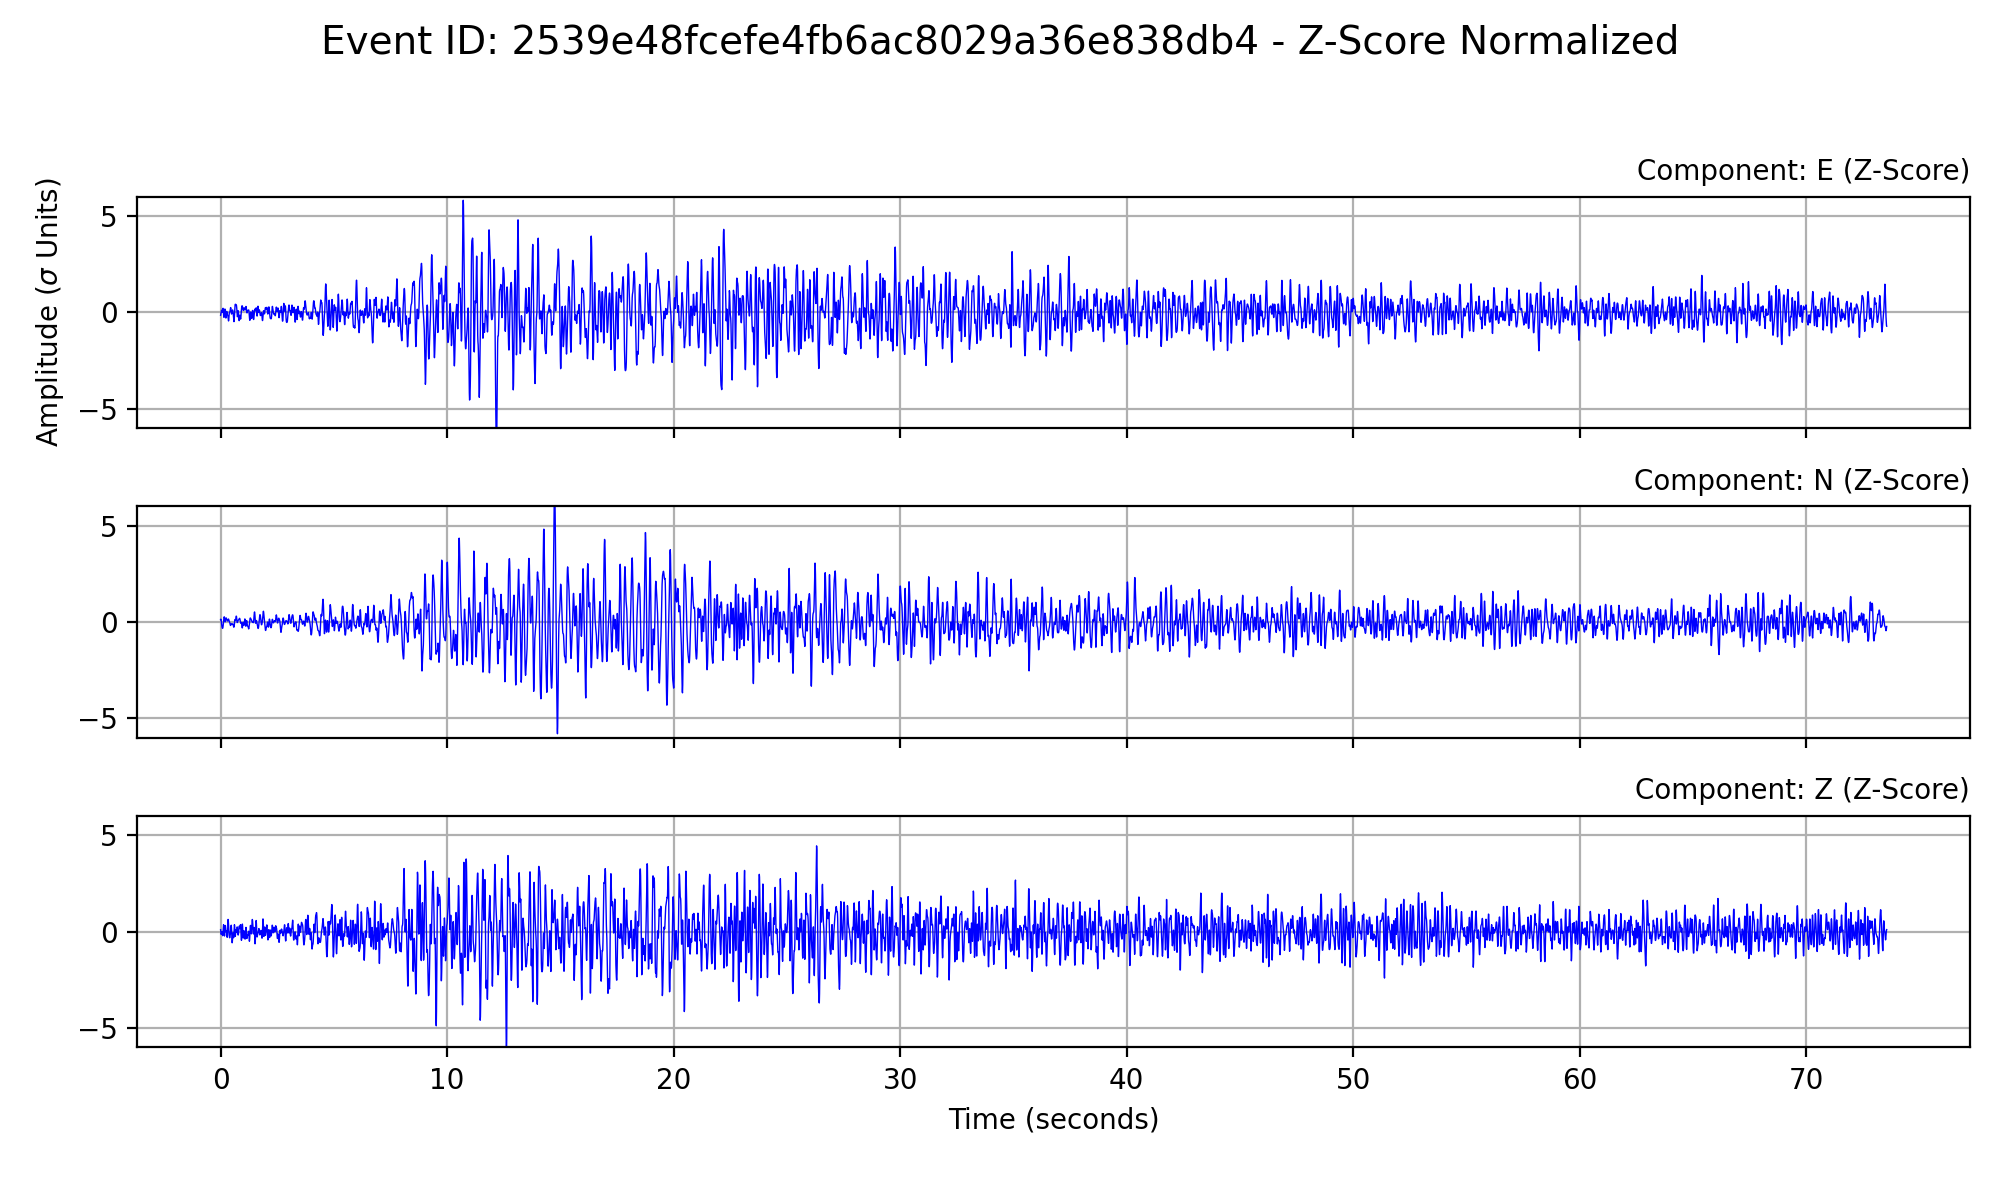 Event ID: 2539e48fcefe4fb6ac8029a36e838db4 - Z-Score Normalized
Component: E (Z-Score)
Amplitude (σ Units)
5
0
−5
Component: N (Z-Score)
5
0
−5
Component: Z (Z-Score)
5
0
−5
0 10 20 30 40 50 60 70
Time (seconds)